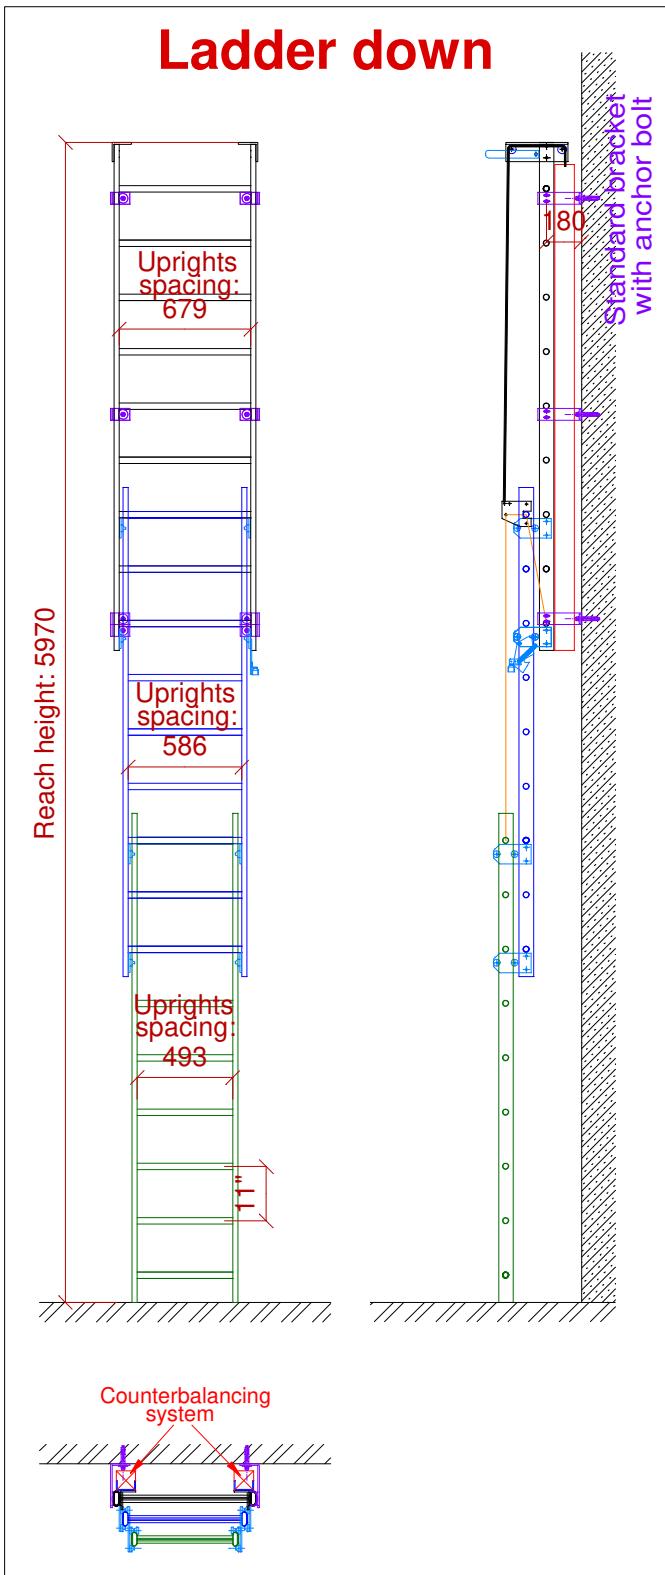 Ladder down
Standard bracket
with anchor bolt
180
Uprights
spacing:
679
Reach height: 5970
Uprights
spacing:
586
Uprights
spacing:
493
11"
Counterbalancing
system